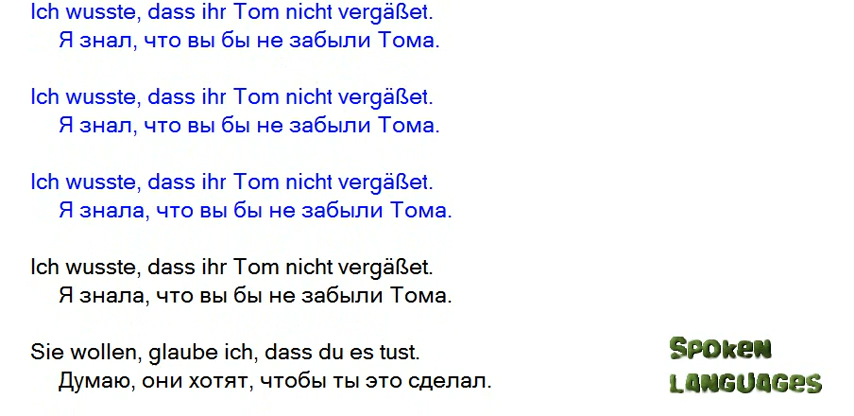 Ich wusste, dass ihr Tom nicht vergäßet.
Я знал, что вы бы не забыли Тома.
Ich wusste, dass ihr Tom nicht vergäßet.
Я знал, что вы бы не забыли Тома.
Ich wusste, dass ihr Tom nicht vergäßet.
Я знала, что вы бы не забыли Тома.
Ich wusste, dass ihr Tom nicht vergäßet.
Я знала, что вы бы не забыли Тома.
Sie wollen, glaube ich, dass du es tust.
Думаю, они хотят, чтобы ты это сделал.
Spoken
Languages